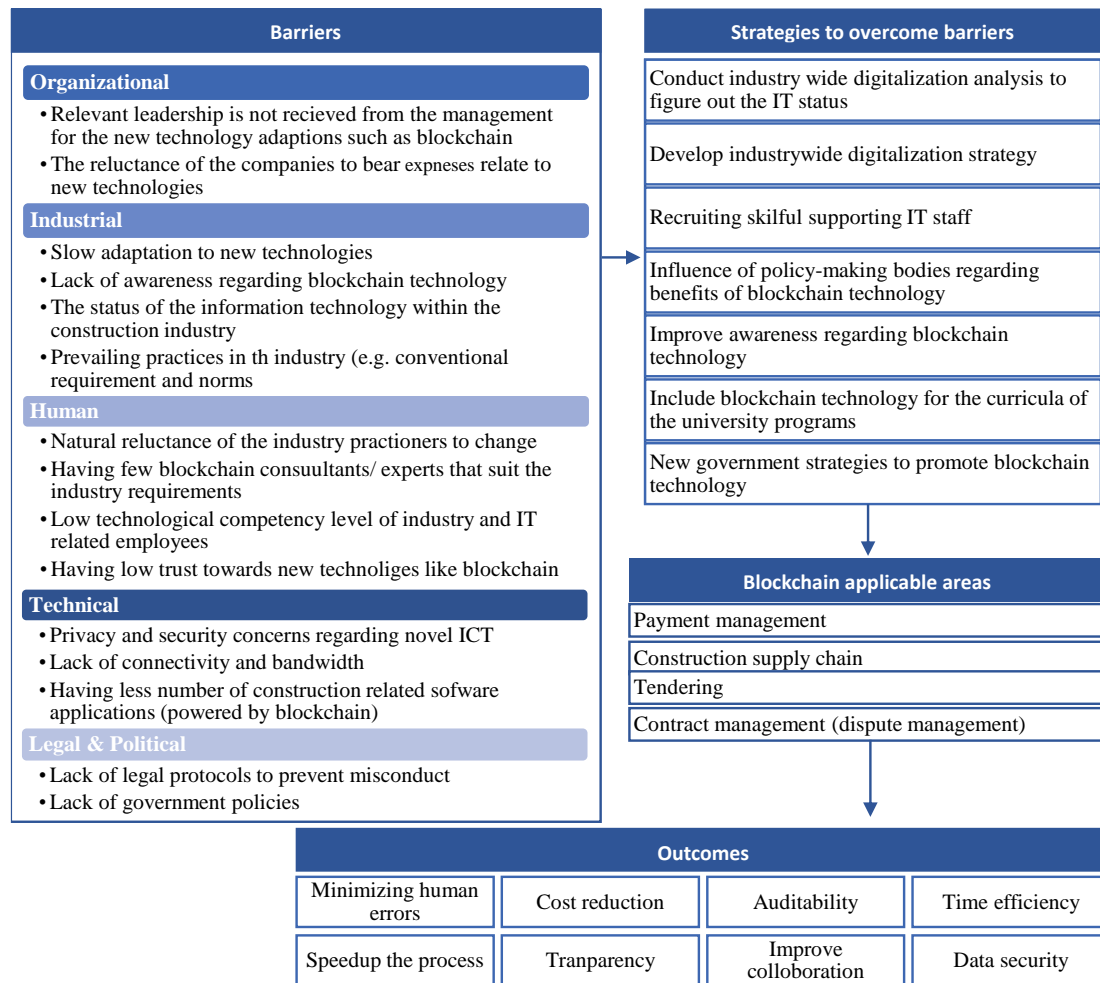 Barriers
Organizational
• Relevant leadership is not recieved from the management
for the new technology adaptions such as blockchain
• The reluctance of the companies to bear expneses relate to
new technologies
Industrial
• Slow adaptation to new technologies
• Lack of awareness regarding blockchain technology
• The status of the information technology within the
construction industry
• Prevailing practices in th industry (e.g. conventional
requirement and norms
Human
• Natural reluctance of the industry practioners to change
• Having few blockchain consuultants/ experts that suit the
industry requirements
• Low technological competency level of industry and IT
related employees
• Having low trust towards new technoliges like blockchain
Technical
• Privacy and security concerns regarding novel ICT
• Lack of connectivity and bandwidth
• Having less number of construction related sofware
applications (powered by blockchain)
Legal & Political
• Lack of legal protocols to prevent misconduct
• Lack of government policies
Strategies to overcome barriers
Conduct industry wide digitalization analysis to
figure out the IT status
Develop industrywide digitalization strategy
Recruiting skilful supporting IT staff
Influence of policy-making bodies regarding
benefits of blockchain technology
Improve awareness regarding blockchain
technology
Include blockchain technology for the curricula of
the university programs
New government strategies to promote blockchain
technology
Blockchain applicable areas
Payment management
Construction supply chain
Tendering
Contract management (dispute management)
Outcomes
Minimizing human
errors
Cost reduction
Auditability
Time efficiency
Speedup the process
Tranparency
Improve
colloboration
Data security